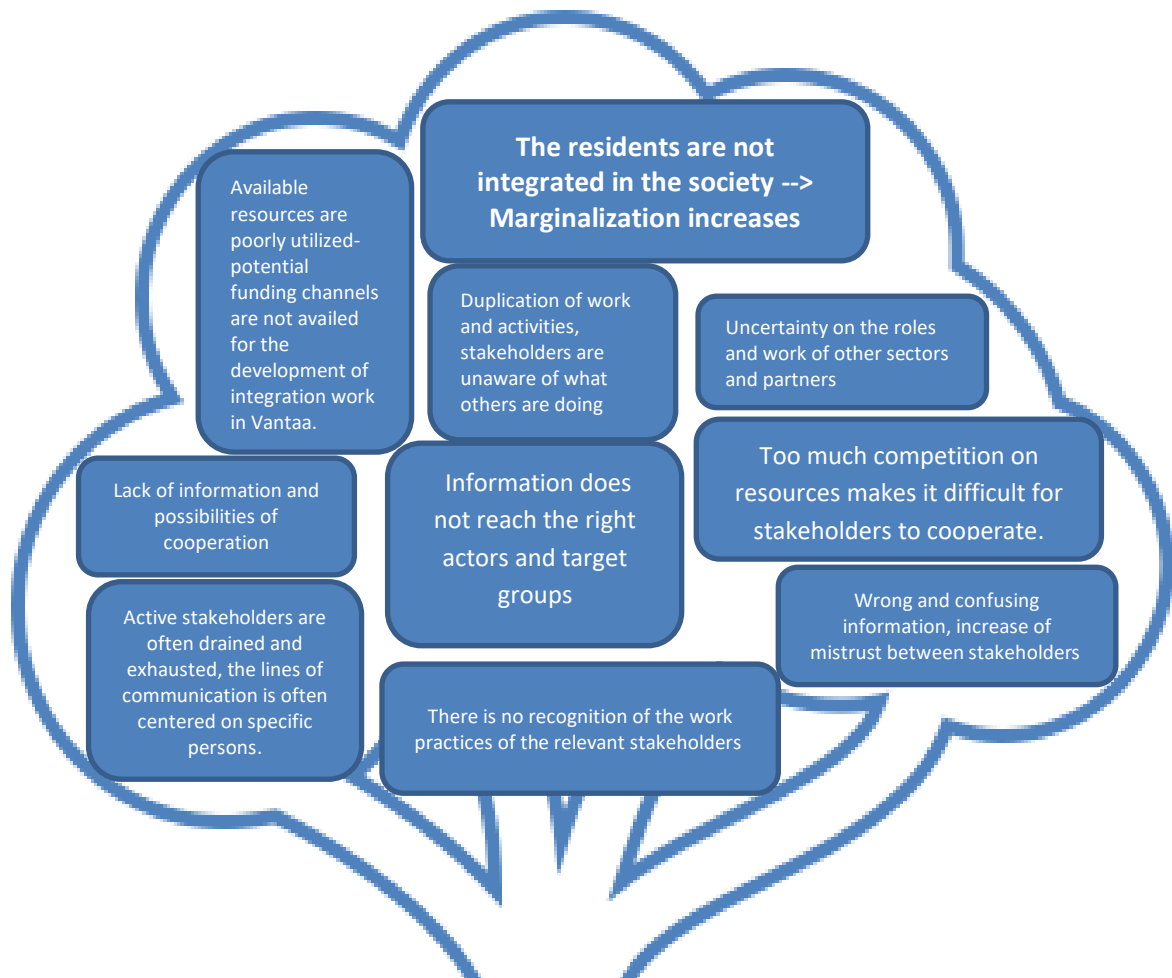 The residents are not
integrated in the society -->
Marginalization increases
Available
resources are
poorly utilized-
potential
funding channels
are not availed
for the
development of
integration work
in Vantaa.
Duplication of work
and activities,
stakeholders are
unaware of what
others are doing
Uncertainty on the roles
and work of other sectors
and partners
Too much competition on
resources makes it difficult for
stakeholders to cooperate.
Lack of information and
possibilities of
cooperation
Information does
not reach the right
actors and target
groups
Wrong and confusing
information, increase of
mistrust between stakeholders
Active stakeholders are
often drained and
exhausted, the lines of
communication is often
centered on specific
persons.
There is no recognition of the work
practices of the relevant stakeholders